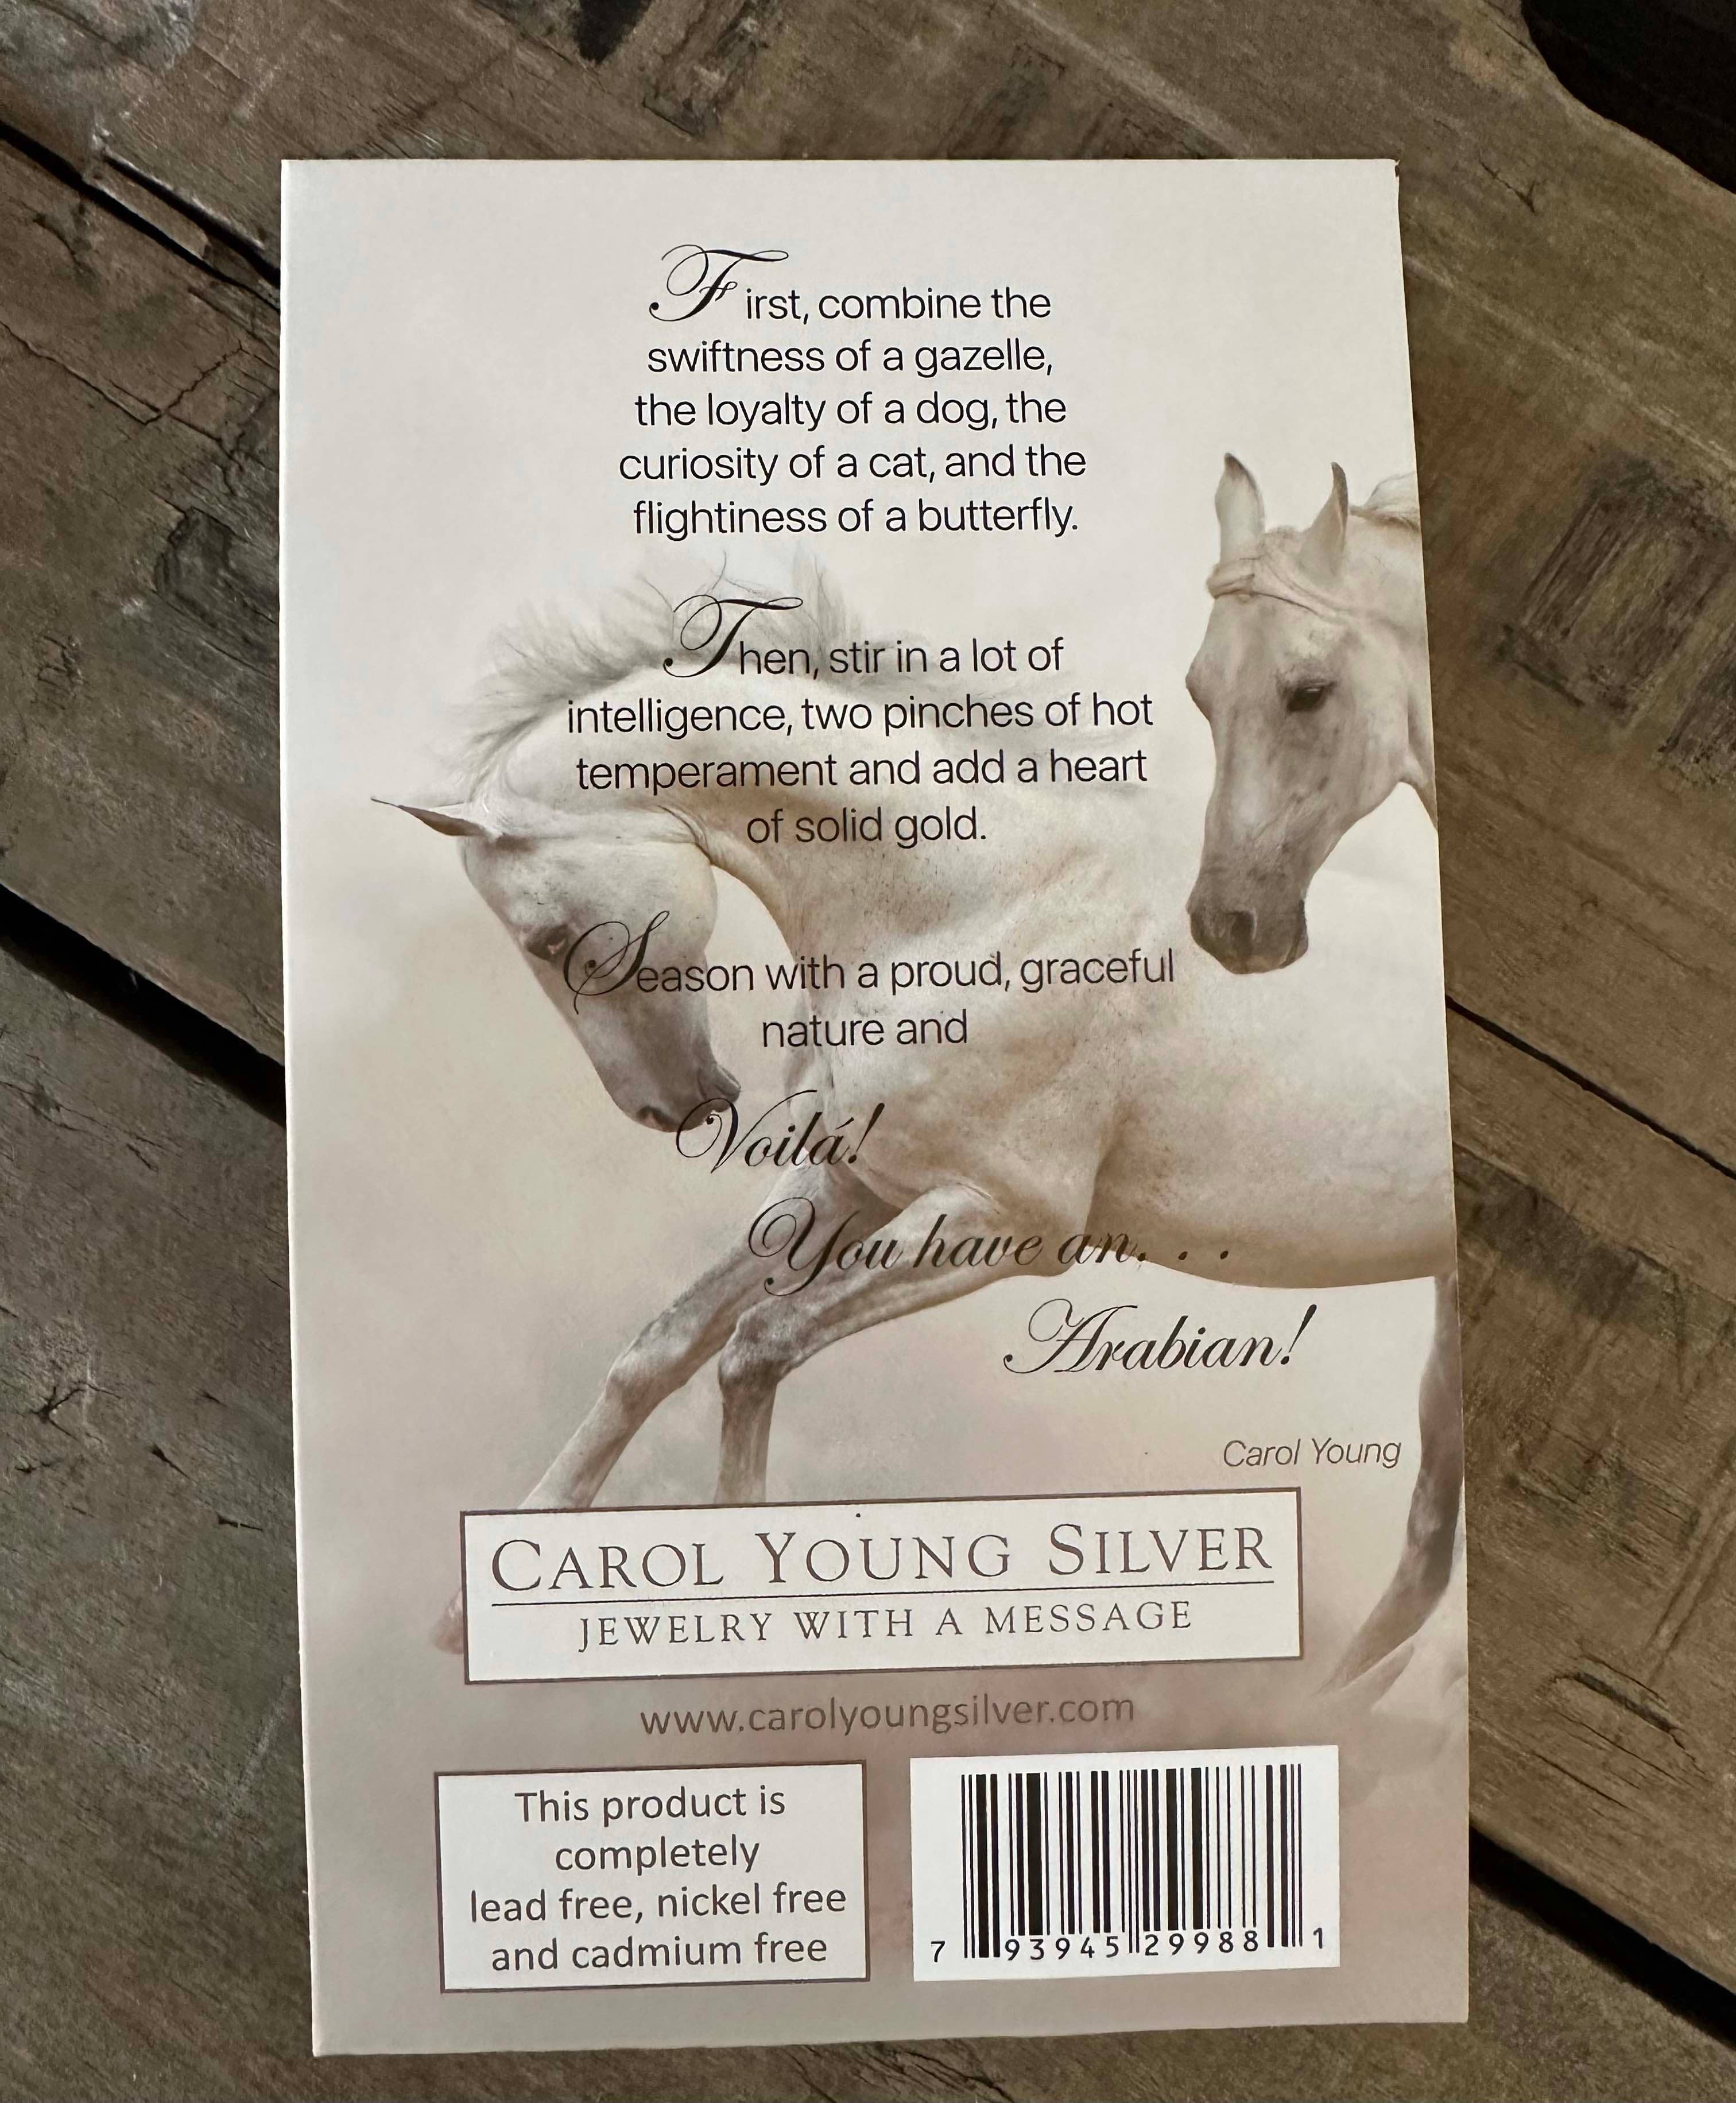 First, combine the
swiftness of a gazelle,
the loyalty of a dog, the
curiosity of a cat, and the
flightiness of a butterfly.
Then, stir in a lot of
intelligence, two pinches of hot
temperament and add a heart
of solid gold.
Season with a proud, graceful
nature and
Voilá!
You have an. . .
Arabian!
Carol Young
CAROL YOUNG SILVER
JEWELRY WITH A MESSAGE
www.carolyoungsilver.com
This product is
completely
lead free, nickel free
and cadmium free
7 93945 29988 1